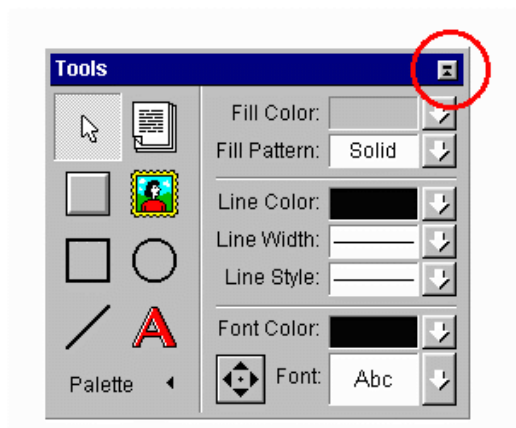 Tools
Fill Color:
Fill Pattern: Solid
Line Color:
Line Width:
Line Style:
A Font Color:
Palette Font: Abc